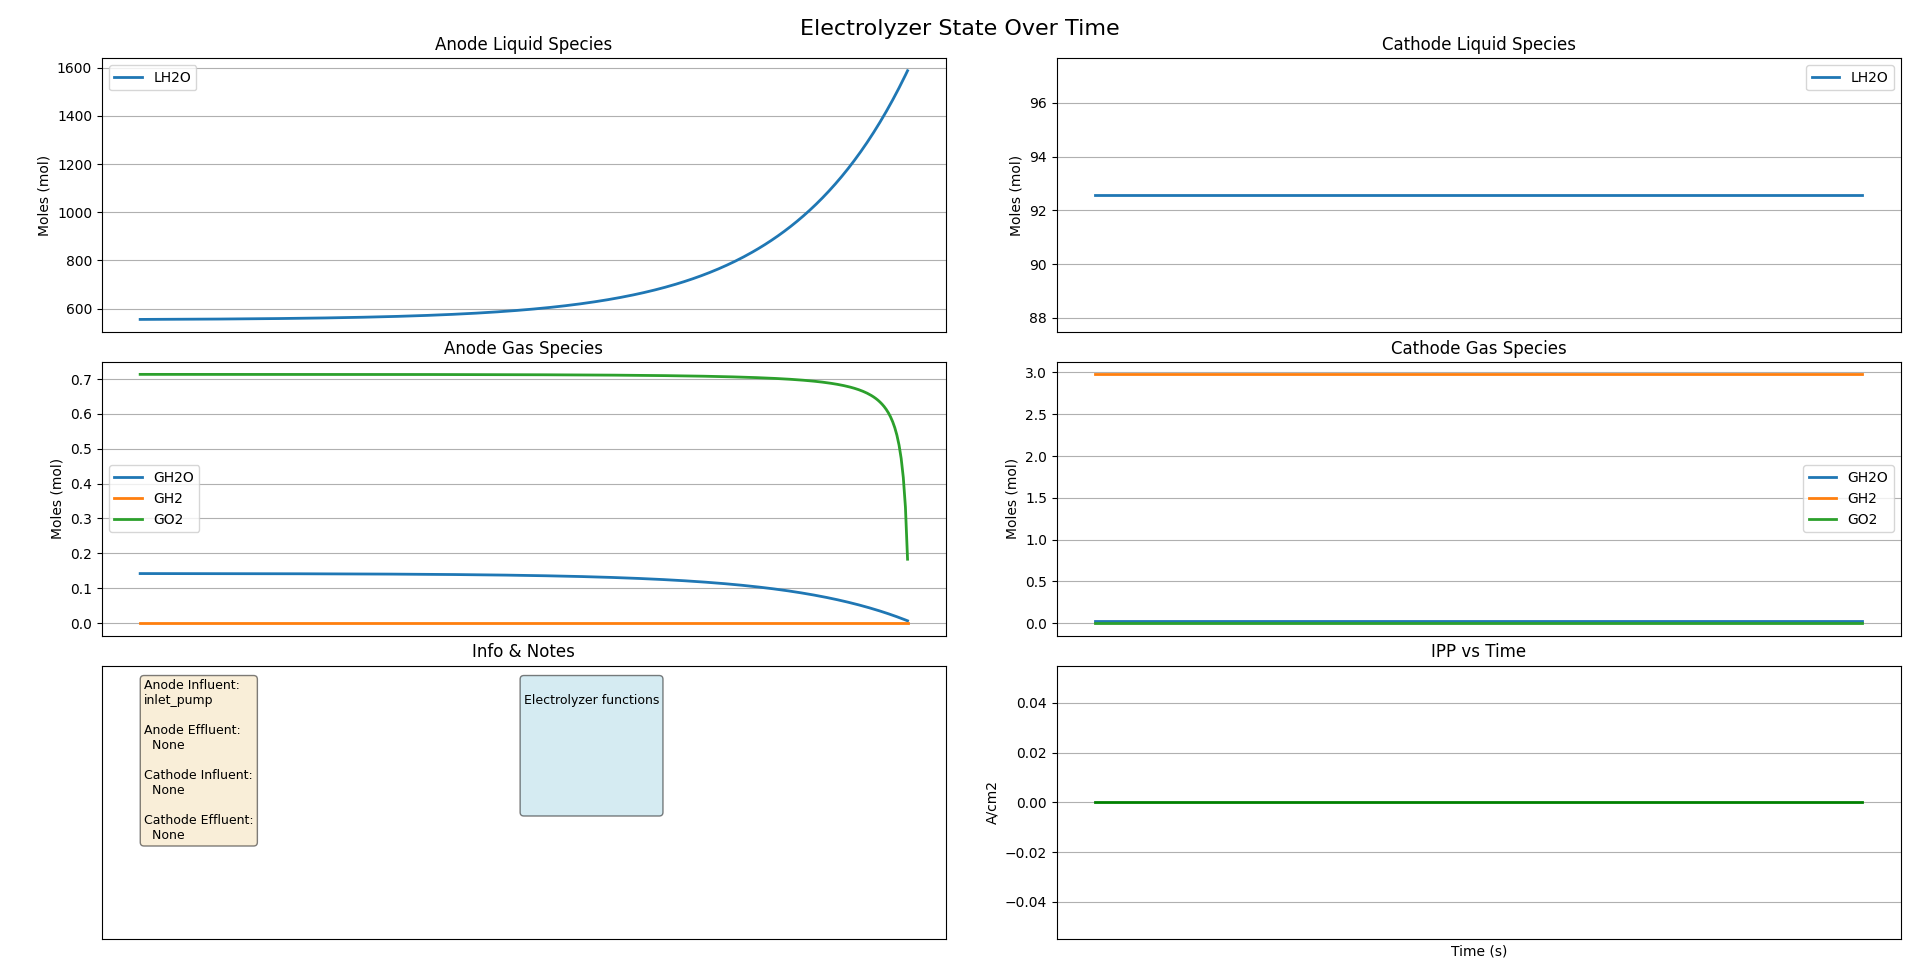 Electrolyzer State Over Time
Anode Liquid Species
Moles (mol)
1600
1400
1200
1000
800
600
LH2O
Cathode Liquid Species
Moles (mol)
96
94
92
90
88
LH2O
Anode Gas Species
Moles (mol)
0.7
0.6
0.5
0.4
0.3
0.2
0.1
0.0
GH2O
GH2
GO2
Cathode Gas Species
Moles (mol)
3.0
2.5
2.0
1.5
1.0
0.5
0.0
GH2O
GH2
GO2
Info & Notes
Anode Influent:
inlet_pump
Anode Effluent:
None
Cathode Influent:
None
Cathode Effluent:
None
Electrolyzer functions
IPP vs Time
A/cm2
0.04
0.02
0.00
−0.02
−0.04
Time (s)